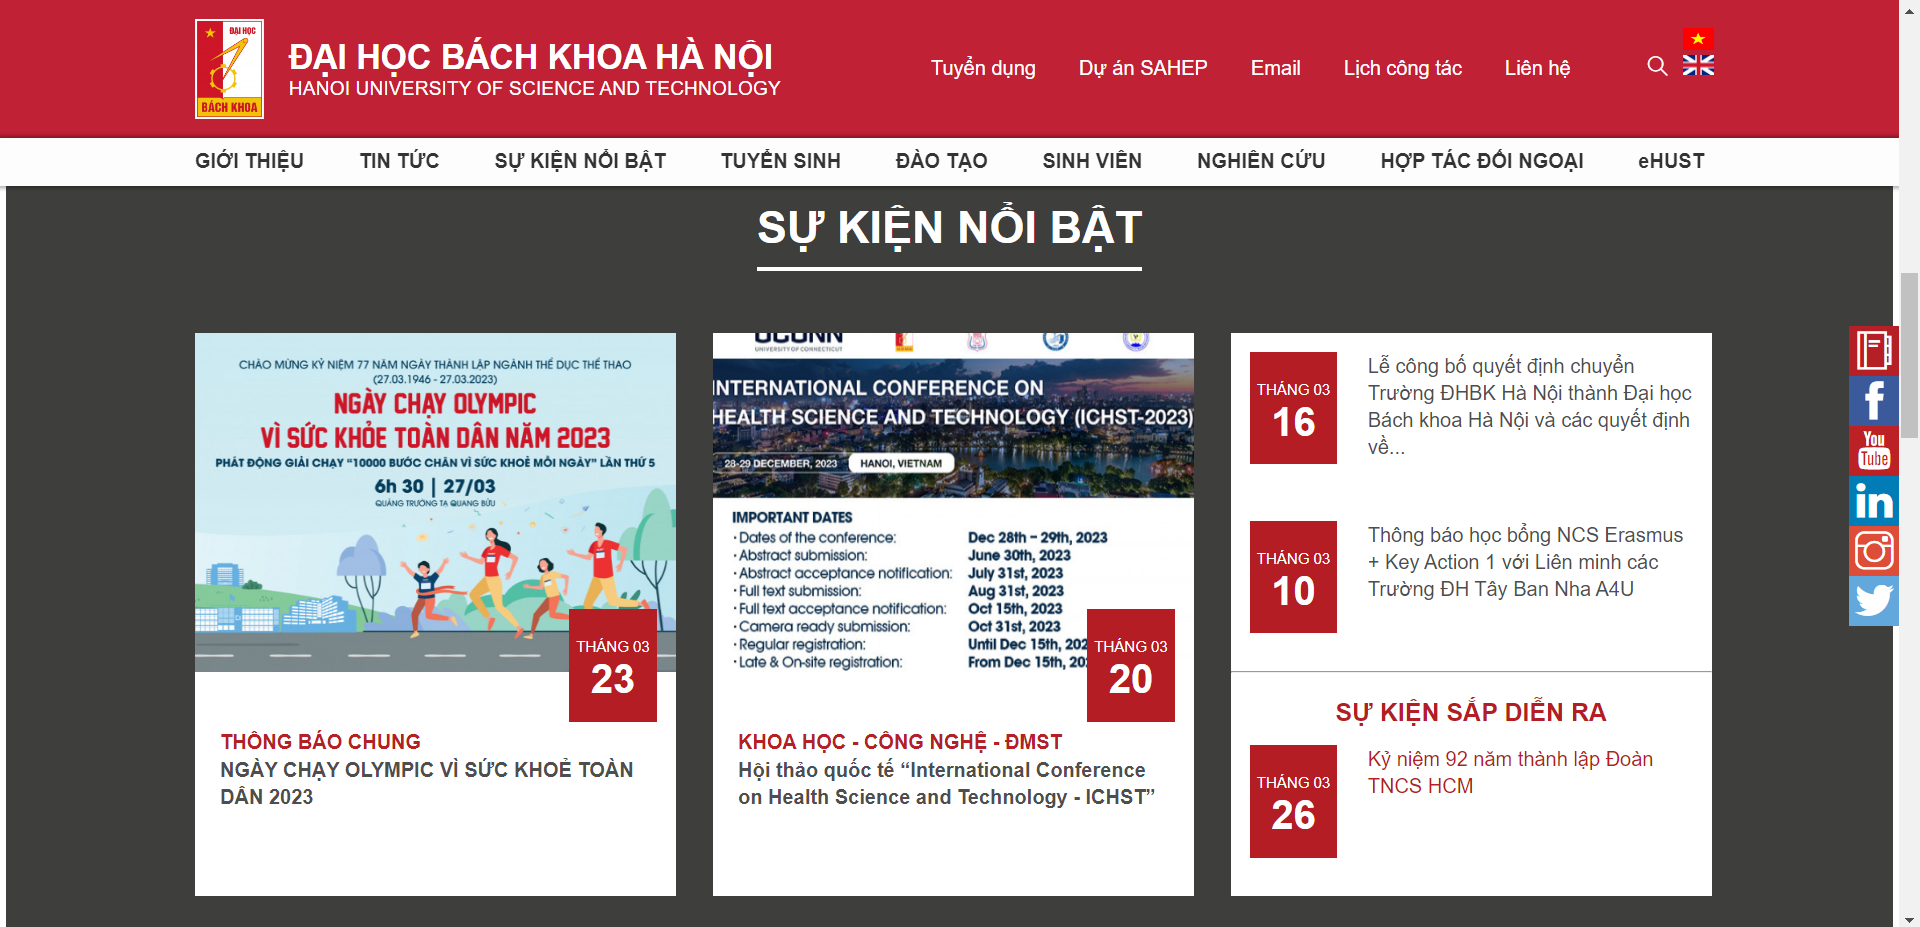 ĐẠI HỌC
BÁCH KHOA
ĐẠI HỌC BÁCH KHOA HÀ NỘI
HANOI UNIVERSITY OF SCIENCE AND TECHNOLOGY
Tuyển dụng
Dự án SAHEP
Email
Lịch công tác
Liên hệ
GIỚI THIỆU
TIN TỨC
SỰ KIỆN NỔI BẬT
TUYỂN SINH
ĐÀO TẠO
SINH VIÊN
NGHIÊN CỨU
HỢP TÁC ĐỐI NGOẠI
eHUST
SỰ KIỆN NỔI BẬT
CHÀO MỪNG KỶ NIỆM 77 NĂM NGÀY THÀNH LẬP NGÀNH THỂ DỤC THỂ THAO
(27.03.1946 - 27.03.2023)
NGÀY CHẠY OLYMPIC
VÌ SỨC KHỎE TOÀN DÂN NĂM 2023
PHÁT ĐỘNG GIẢI CHẠY “10000 BƯỚC CHÂN VÌ SỨC KHOẺ MỖI NGÀY” LẦN THỨ 5
6h 30 | 27/03
QUẢNG TRƯỜNG TẠ QUANG BỬU
THÁNG 03
23
THÔNG BÁO CHUNG
NGÀY CHẠY OLYMPIC VÌ SỨC KHOẺ TOÀN
DÂN 2023
UCONN
UNIVERSITY OF CONNECTICUT
INTERNATIONAL CONFERENCE ON
HEALTH SCIENCE AND TECHNOLOGY (ICHST-2023)
28-29 DECEMBER, 2023 HANOI, VIETNAM
IMPORTANT DATES
· Dates of the conference: Dec 28th – 29th, 2023
· Abstract submission: June 30th, 2023
· Abstract acceptance notification: July 31st, 2023
· Full text submission: Aug 31st, 2023
· Full text acceptance notification: Oct 15th, 2023
· Camera ready submission: Oct 31st, 2023
· Regular registration: Until Dec 15th, 202
· Late & On-site registration: From Dec 15th, 202
THÁNG 03
20
KHOA HỌC - CÔNG NGHỆ - ĐMST
Hội thảo quốc tế “International Conference
on Health Science and Technology - ICHST”
THÁNG 03
16
Lễ công bố quyết định chuyển
Trường ĐHBK Hà Nội thành Đại học
Bách khoa Hà Nội và các quyết định
về...
THÁNG 03
10
Thông báo học bổng NCS Erasmus
+ Key Action 1 với Liên minh các
Trường ĐH Tây Ban Nha A4U
SỰ KIỆN SẮP DIỄN RA
THÁNG 03
26
Kỷ niệm 92 năm thành lập Đoàn
TNCS HCM
f
You
Tube
in